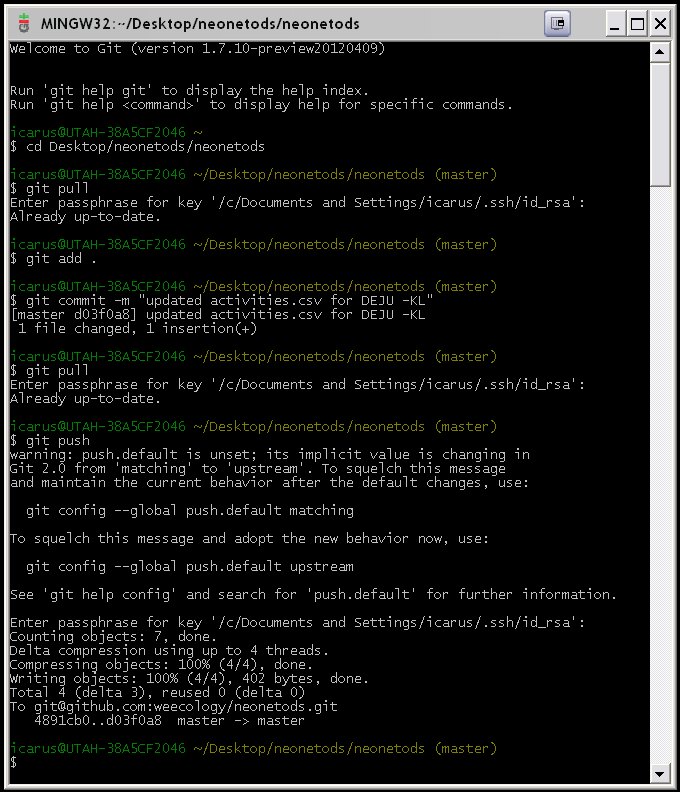 MINGW32:~/Desktop/neonetods/neonetods
Welcome to Git (version 1.7.10-preview20120409)
Run 'git help git' to display the help index.
Run 'git help <command>' to display help for specific commands.
icarus@UTAH-38A5CF2046 ~
$ cd Desktop/neonetods/neonetods
icarus@UTAH-38A5CF2046 ~/Desktop/neonetods/neonetods (master)
$ git pull
Enter passphrase for key '/c/Documents and Settings/icarus/.ssh/id_rsa':
Already up-to-date.
icarus@UTAH-38A5CF2046 ~/Desktop/neonetods/neonetods (master)
$ git add .
icarus@UTAH-38A5CF2046 ~/Desktop/neonetods/neonetods (master)
$ git commit -m "updated activities.csv for DEJU -KL"
[master d03f0a8] updated activities.csv for DEJU -KL
 1 file changed, 1 insertion(+)
icarus@UTAH-38A5CF2046 ~/Desktop/neonetods/neonetods (master)
$ git pull
Enter passphrase for key '/c/Documents and Settings/icarus/.ssh/id_rsa':
Already up-to-date.
icarus@UTAH-38A5CF2046 ~/Desktop/neonetods/neonetods (master)
$ git push
warning: push.default is unset; its implicit value is changing in
Git 2.0 from 'matching' to 'upstream'. To squelch this message
and maintain the current behavior after the default changes, use:
  git config --global push.default matching
To squelch this message and adopt the new behavior now, use:
  git config --global push.default upstream
See 'git help config' and search for 'push.default' for further information.
Enter passphrase for key '/c/Documents and Settings/icarus/.ssh/id_rsa':
Counting objects: 7, done.
Delta compression using up to 4 threads.
Compressing objects: 100% (4/4), done.
Writing objects: 100% (4/4), 402 bytes, done.
Total 4 (delta 3), reused 0 (delta 0)
To git@github.com:weecology/neonetods.git
   4891cb0..d03f0a8  master -> master
icarus@UTAH-38A5CF2046 ~/Desktop/neonetods/neonetods (master)
$